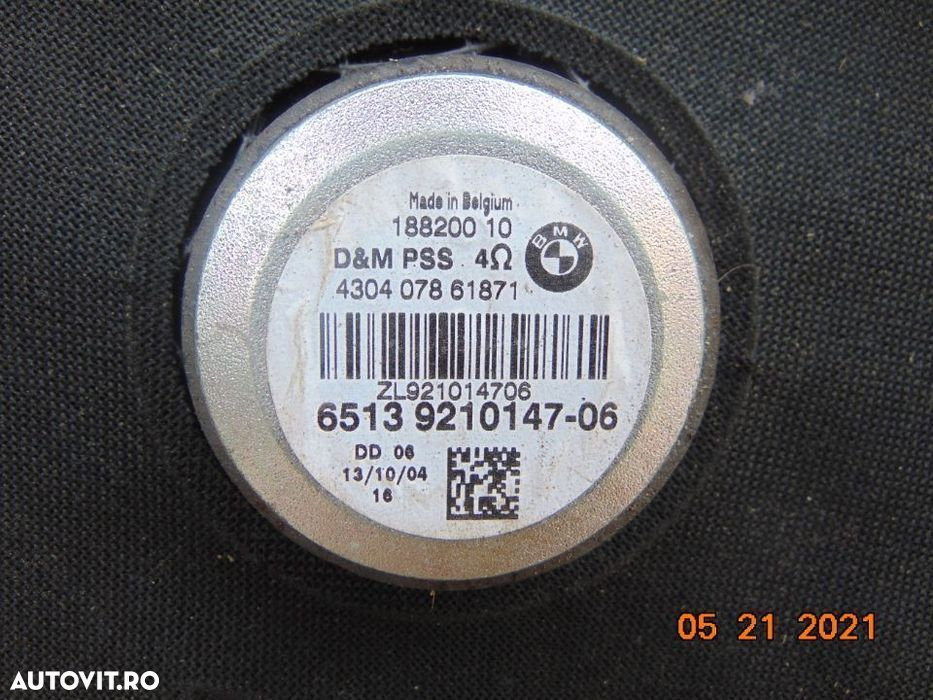 Made in Belgium
188200 10
BMW
D&M PSS 4Ω
4304 078 61871
ZL921014706
6513 9210147-06
DD 06
13/10/04
16
05 21 2021
AUTOVIT.RO